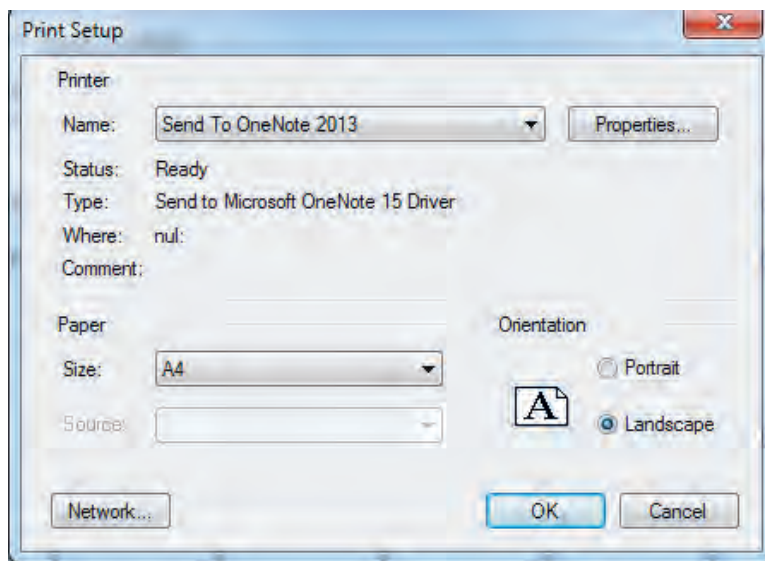 Print Setup
Printer
Name: Send To OneNote 2013 Properties...
Status: Ready
Type: Send to Microsoft OneNote 15 Driver
Where: nul:
Comment:
Paper
Size: A4
Source:
Orientation
Portrait
A
Landscape
Network... OK Cancel